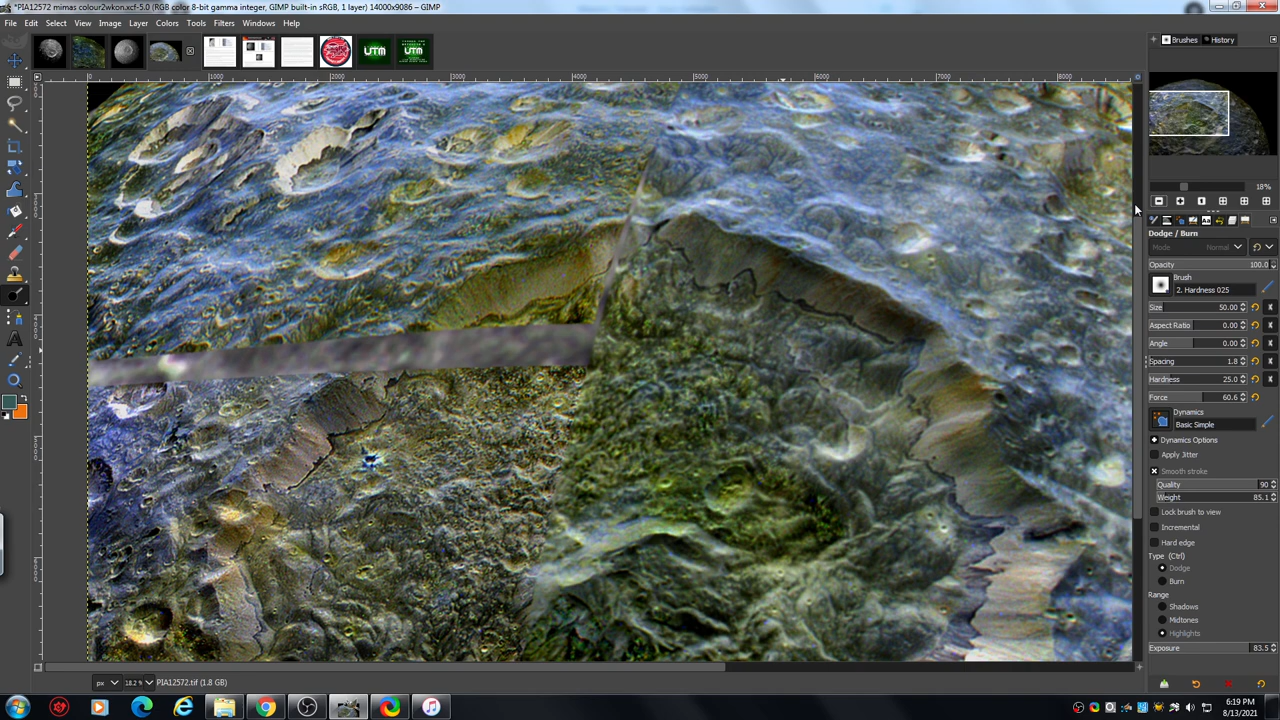 *PIA12572 mimas colour2wkon.xcf-5.0 (RGB color 8-bit gamma integer, GIMP built-in sRGB, 1 layer) 14000x9086 – GIMP
File Edit Select View Image Layer Colors Tools Filters Windows Help
UTM
UTM
Brushes History
0 1000 2000 3000 4000 5000 6000 7000 8000
18%
Dodge / Burn
Mode: Normal
Opacity 100.0
Brush
2. Hardness 025
Size 50.00
Aspect Ratio 0.00
Angle 0.00
Spacing 1.8
Hardness 25.0
Force 60.6
Dynamics
Basic Simple
Dynamics Options
Apply Jitter
Smooth stroke
Quality 90
Weight 85.1
Lock brush to view
Incremental
Hard edge
Type (Ctrl)
Dodge
Burn
Range
Shadows
Midtones
Highlights
Exposure 83.5
px 18.2 PIA12572.tif (1.8 GB)
6:19 PM
8/13/2021